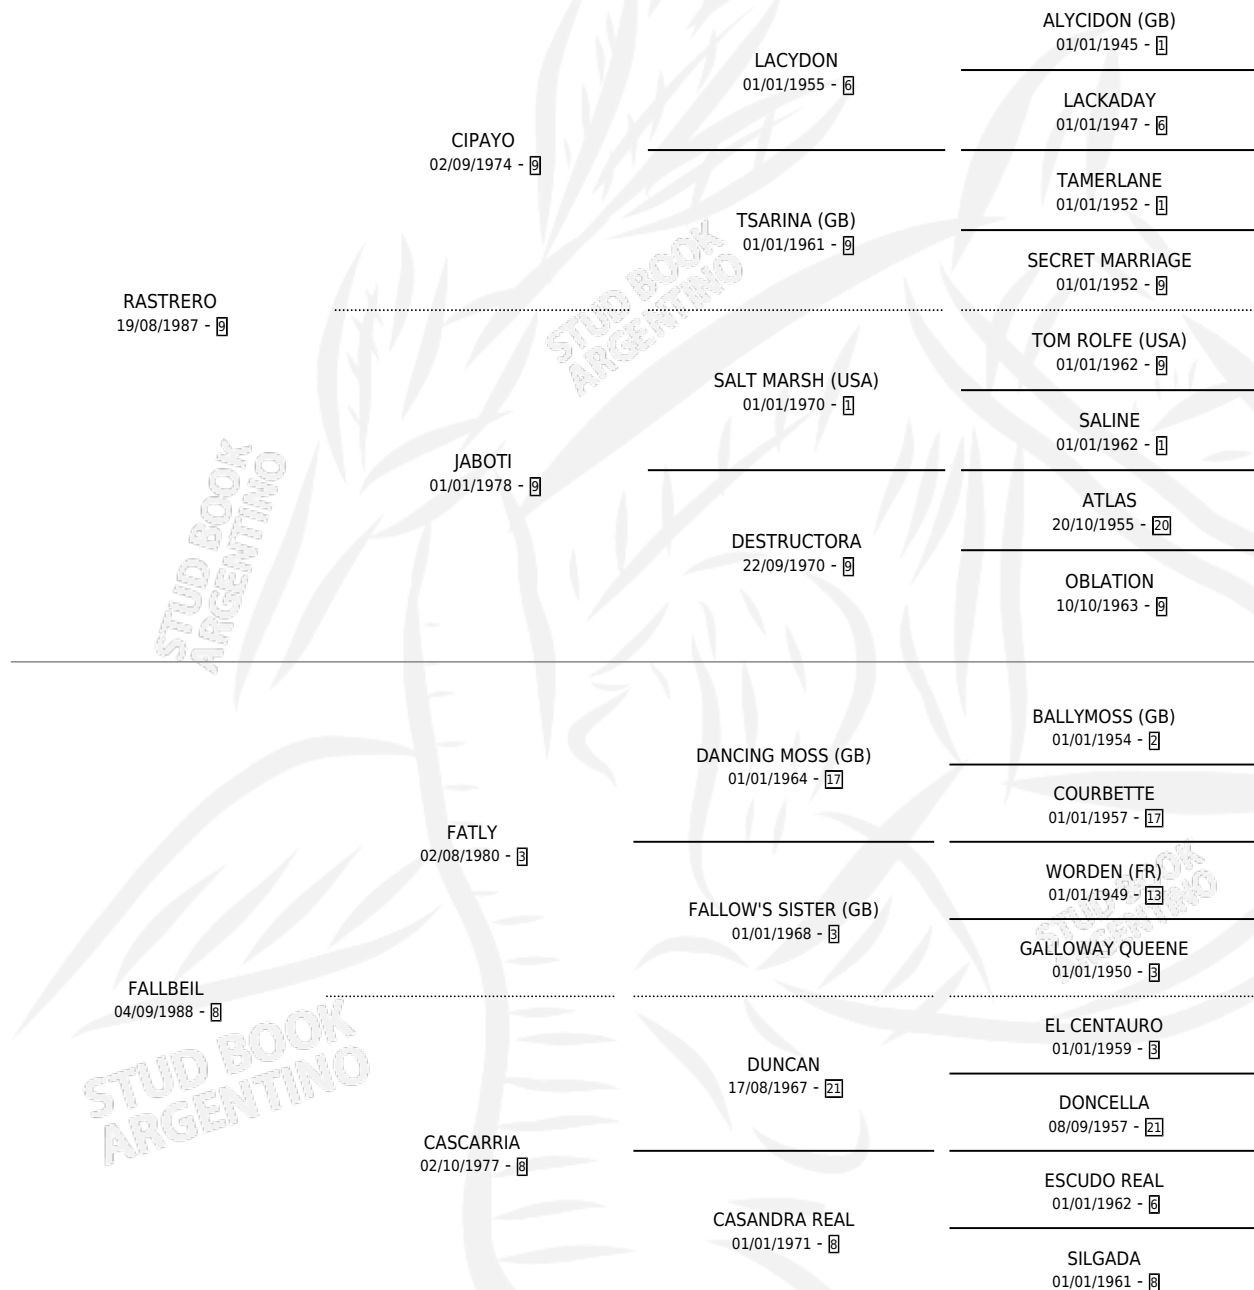 RASTRERO
19/08/1987 - 9
CIPAYO
02/09/1974 - 9
LACYDON
01/01/1955 - 6
ALYCIDON (GB)
01/01/1945 - 1
LACKADAY
01/01/1947 - 6
TSARINA (GB)
01/01/1961 - 9
TAMERLANE
01/01/1952 - 1
SECRET MARRIAGE
01/01/1952 - 9
JABOTI
01/01/1978 - 9
SALT MARSH (USA)
01/01/1970 - 1
TOM ROLFE (USA)
01/01/1962 - 9
SALINE
01/01/1962 - 1
DESTRUCTORA
22/09/1970 - 9
ATLAS
20/10/1955 - 20
OBLATION
10/10/1963 - 9
STUD BOOK
ARGENTINO
STUD BOOK
ARGENTINO
FALLBEIL
04/09/1988 - 8
FATLY
02/08/1980 - 3
DANCING MOSS (GB)
01/01/1964 - 17
BALLYMOSS (GB)
01/01/1954 - 2
COURBETTE
01/01/1957 - 17
FALLOW'S SISTER (GB)
01/01/1968 - 3
WORDEN (FR)
01/01/1949 - 13
GALLOWAY QUEENE
01/01/1950 - 3
CASCARRIA
02/10/1977 - 8
DUNCAN
17/08/1967 - 21
EL CENTAURO
01/01/1959 - 3
DONCELLA
08/09/1957 - 21
CASANDRA REAL
01/01/1971 - 8
ESCUDO REAL
01/01/1962 - 6
SILGADA
01/01/1961 - 8
STUD BOOK
ARGENTINO
STUD BOOK
ARGENTINO